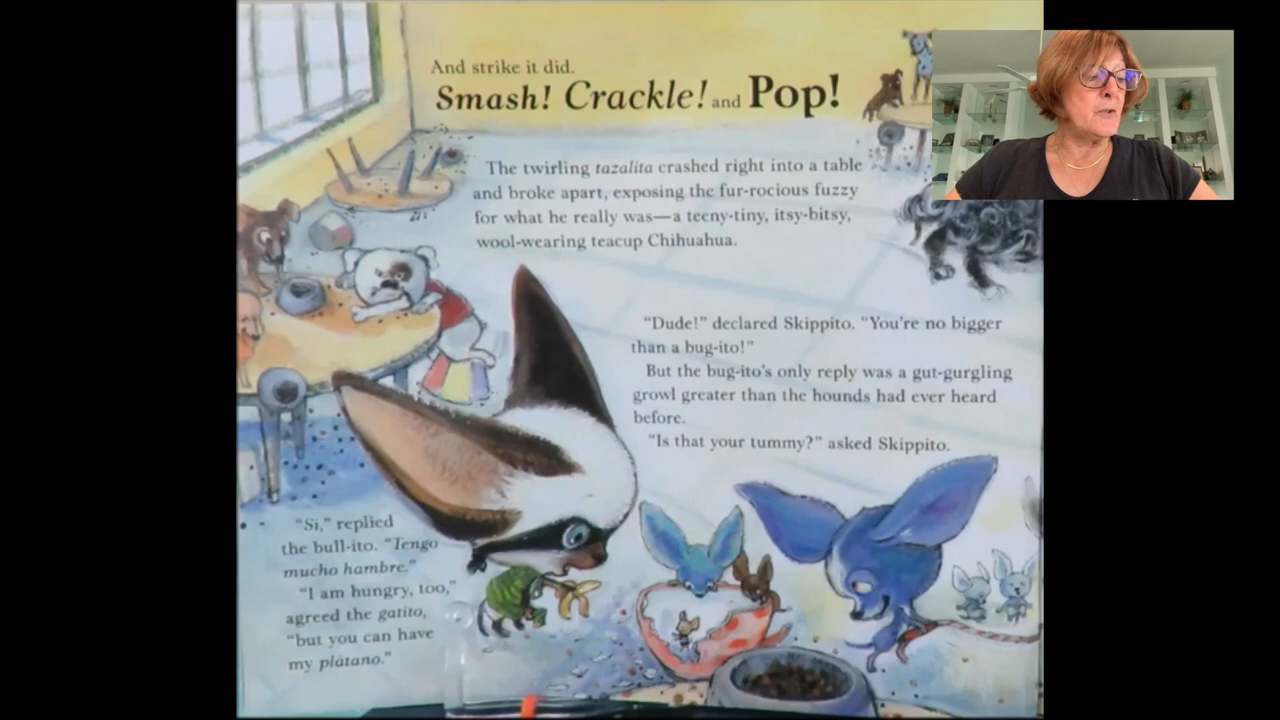 And strike it did.
Smash! Crackle! and Pop!
The twirling tazalita crashed right into a table
and broke apart, exposing the fur-rocious fuzzy
for what he really was—a teeny-tiny, itsy-bitsy,
wool-wearing teacup Chihuahua.
"Dude!" declared Skippito. "You're no bigger
than a bug-ito!"
But the bug-ito's only reply was a gut-gurgling
growl greater than the hounds had ever heard
before.
"Is that your tummy?" asked Skippito.
"Si," replied
the bull-ito. "Tengo
mucho hambre."
"I am hungry, too,"
agreed the gatito,
"but you can have
my plátano."